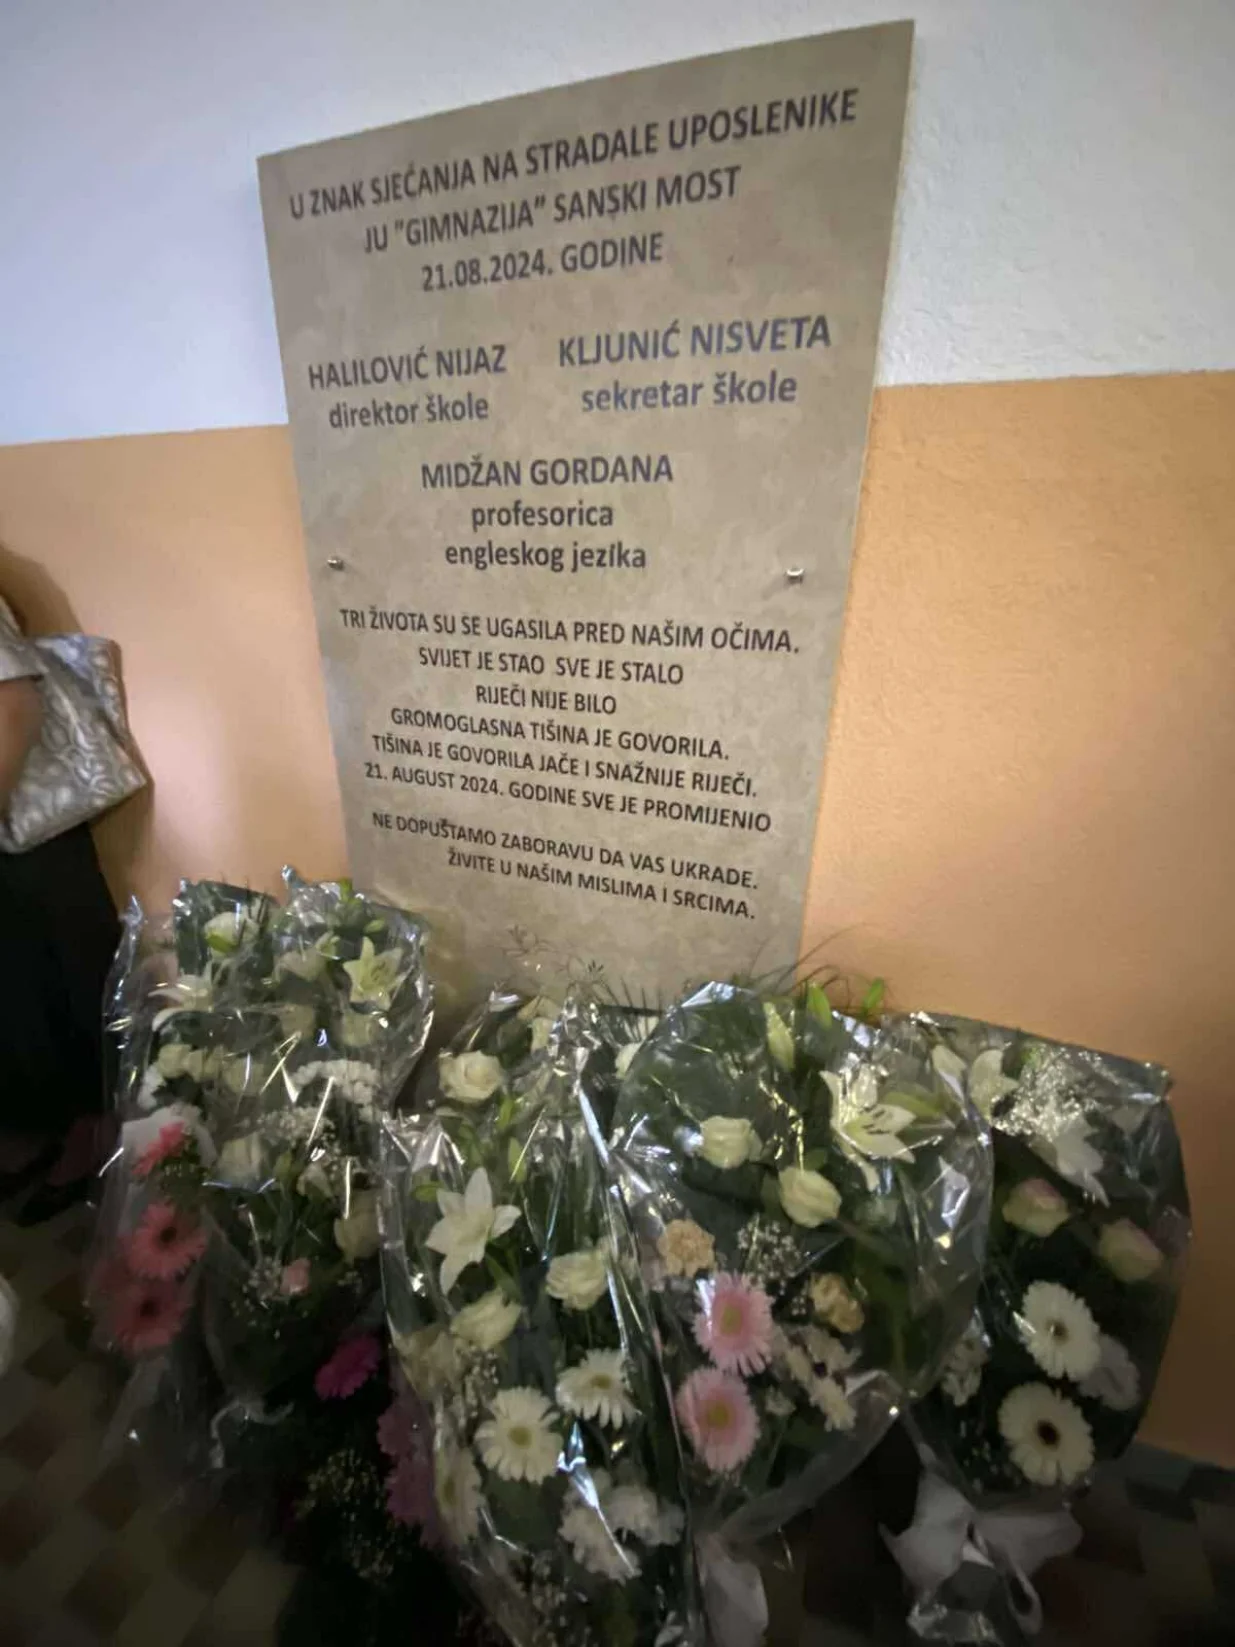 U ZNAK SJEĆANJA NA STRADALE UPOSLENIKE
JU "GIMNAZIJA" SANSKI MOST
21.08.2024. GODINE
HALILOVIĆ NIJAZ
direktor škole
KLJUNIĆ NISVETA
sekretar škole
MIDŽAN GORDANA
profesorica
engleskog jezika
TRI ŽIVOTA SU SE UGASILA PRED NAŠIM OČIMA.
SVIJET JE STAO SVE JE STALO
RIJEČI NIJE BILO
GROMOGLASNA TIŠINA JE GOVORILA.
TIŠINA JE GOVORILA JAČE I SNAŽNIJE RIJEČI.
21. AUGUST 2024. GODINE SVE JE PROMIJENIO
NE DOPUŠTAMO ZABORAVU DA VAS UKRADE.
ŽIVITE U NAŠIM MISLIMA I SRCIMA.